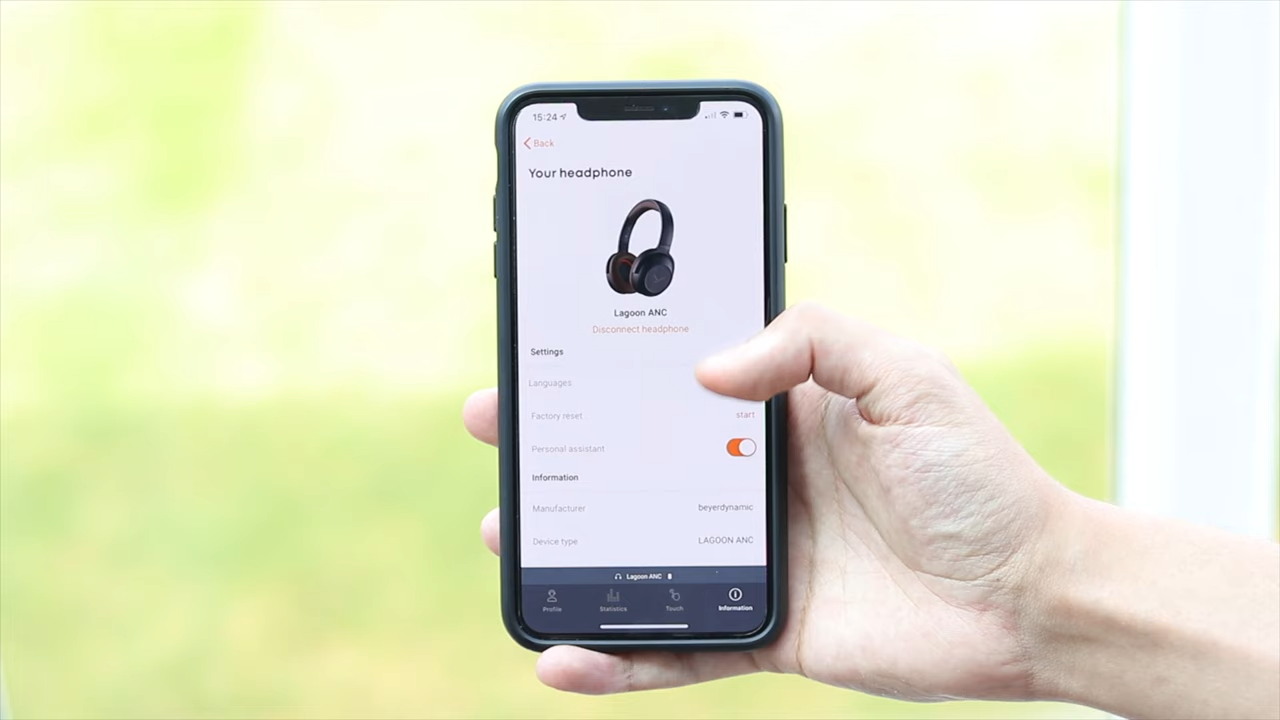 15:24
Back
Your headphone
Lagoon ANC
Disconnect headphone
Settings
Languages
Factory reset start
Personal assistant
Information
Manufacturer beyerdynamic
Device type LAGOON ANC
Lagoon ANC
Profile Statistics Touch Information